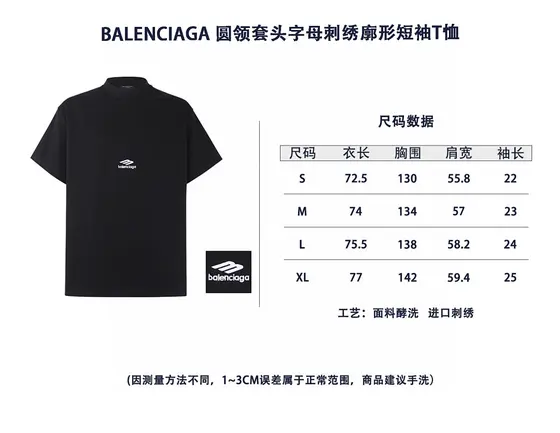 BALENCIAGA 圆领套头字母刺绣廓形短袖T恤
balenciaga
balenciaga
尺码数据
尺码 衣长 胸围 肩宽 袖长
S 72.5 130 55.8 22
M 74 134 57 23
L 75.5 138 58.2 24
XL 77 142 59.4 25
工艺：面料酵洗 进口刺绣
(因测量方法不同，1~3CM误差属于正常范围，商品建议手洗)